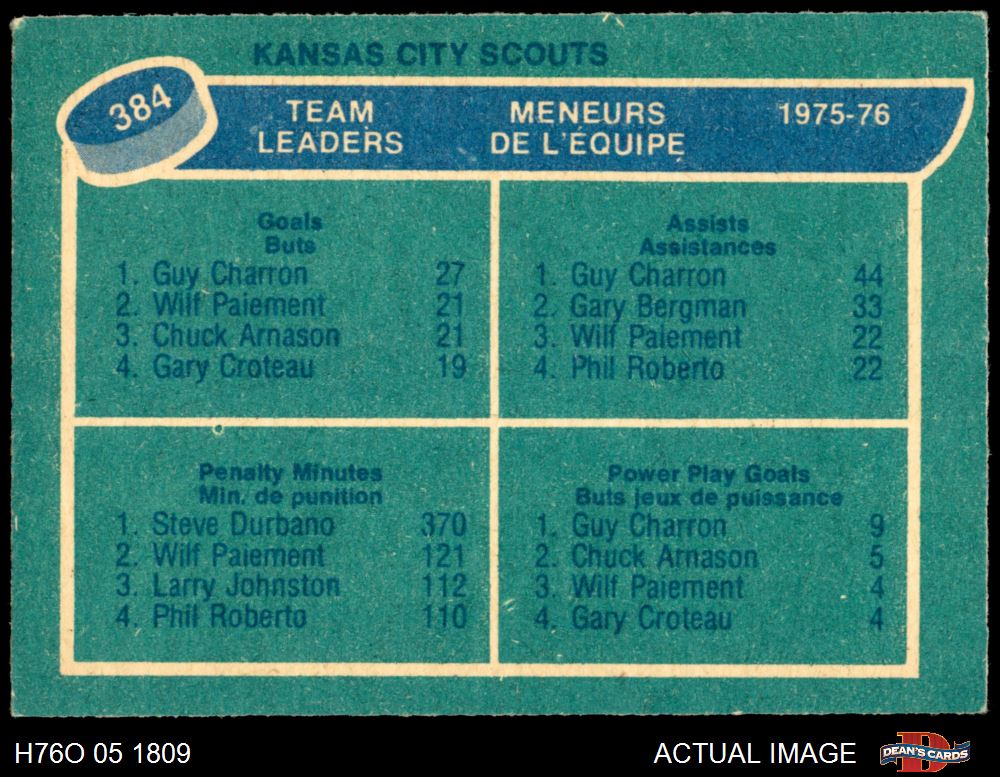 KANSAS CITY SCOUTS
384
TEAM LEADERS
MENEURS DE L'ÉQUIPE
1975-76
Goals
Buts
1. Guy Charron 27
2. Wilf Paiement 21
3. Chuck Arnason 21
4. Gary Croteau 19
Assists
Assistances
1. Guy Charron 44
2. Gary Bergman 33
3. Wilf Paiement 22
4. Phil Roberto 22
Penalty Minutes
Min. de punition
1. Steve Durbano 370
2. Wilf Paiement 121
3. Larry Johnston 112
4. Phil Roberto 110
Power Play Goals
Buts jeux de puissance
1. Guy Charron 9
2. Chuck Arnason 5
3. Wilf Paiement 4
4. Gary Croteau 4
H76O 05 1809
ACTUAL IMAGE
DEAN'S CARDS